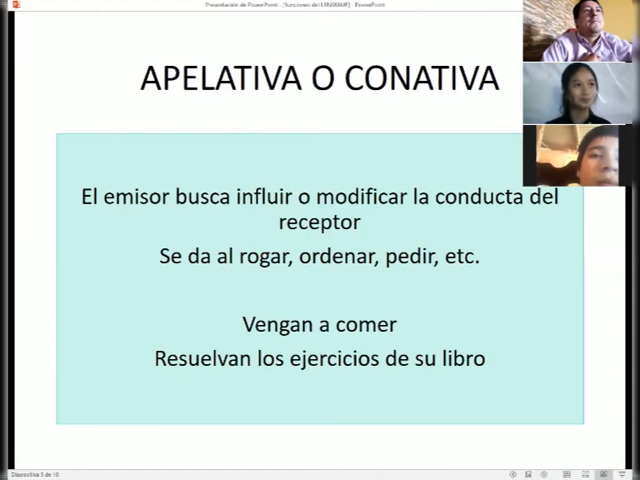 Presentación de PowerPoint - [funciones del LENGUAJE] - PowerPoint
APELATIVA O CONATIVA
El emisor busca influir o modificar la conducta del
receptor
Se da al rogar, ordenar, pedir, etc.
Vengan a comer
Resuelvan los ejercicios de su libro
Diapositiva 5 de 10